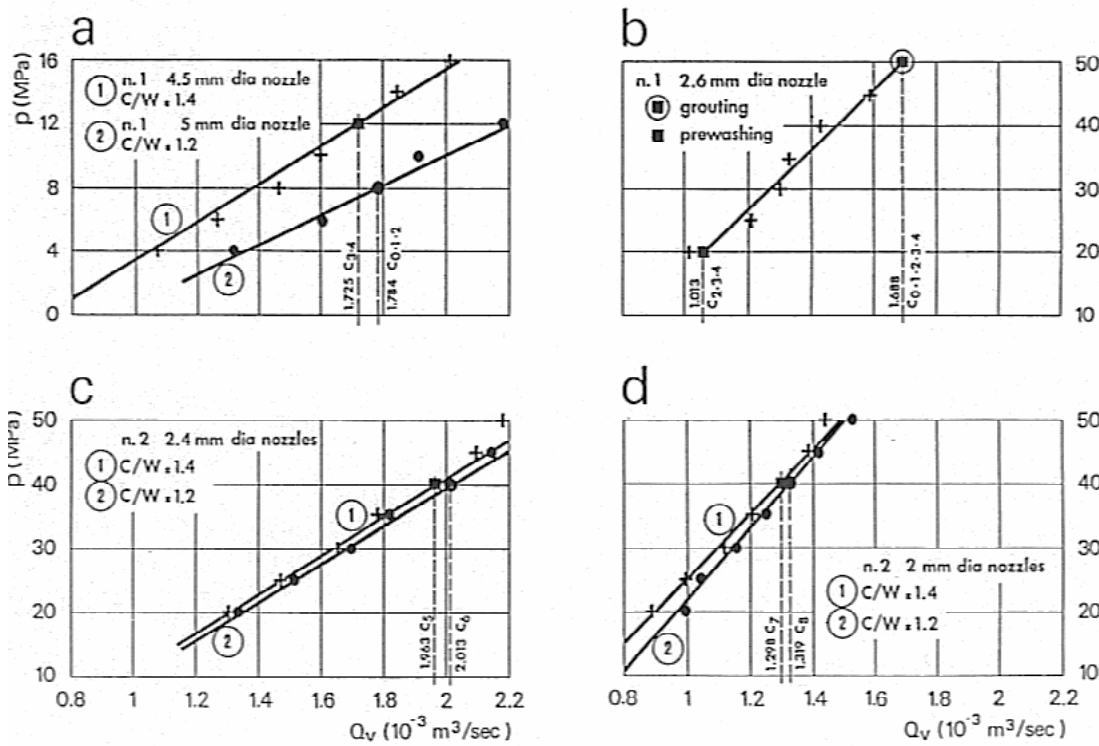 a
p (MPa)
16
12
8
4
0
1 n.1 4.5 mm dia nozzle
C/W = 1.4
2 n.1 5 mm dia nozzle
C/W = 1.2
1
2
1.725 C3-4
1.784 C0-1-2
b
n.1 2.6 mm dia nozzle
grouting
prewashing
50
40
30
20
10
1.013 C2-3-4
1.688 C0-1-2-3-4
c
p (MPa)
50
40
30
20
10
n.2 2.4 mm dia nozzles
1 C/W = 1.4
2 C/W = 1.2
1
2
1.963 C5
2.013 C6
0.8 1 1.2 1.4 1.6 1.8 2 2.2
Qv (10⁻³ m³/sec)
d
50
40
30
20
10
1
2
n.2 2 mm dia nozzles
1 C/W = 1.4
2 C/W = 1.2
1.298 C7
1.319 C8
0.8 1 1.2 1.4 1.6 1.8 2 2.2
Qv (10⁻³ m³/sec)